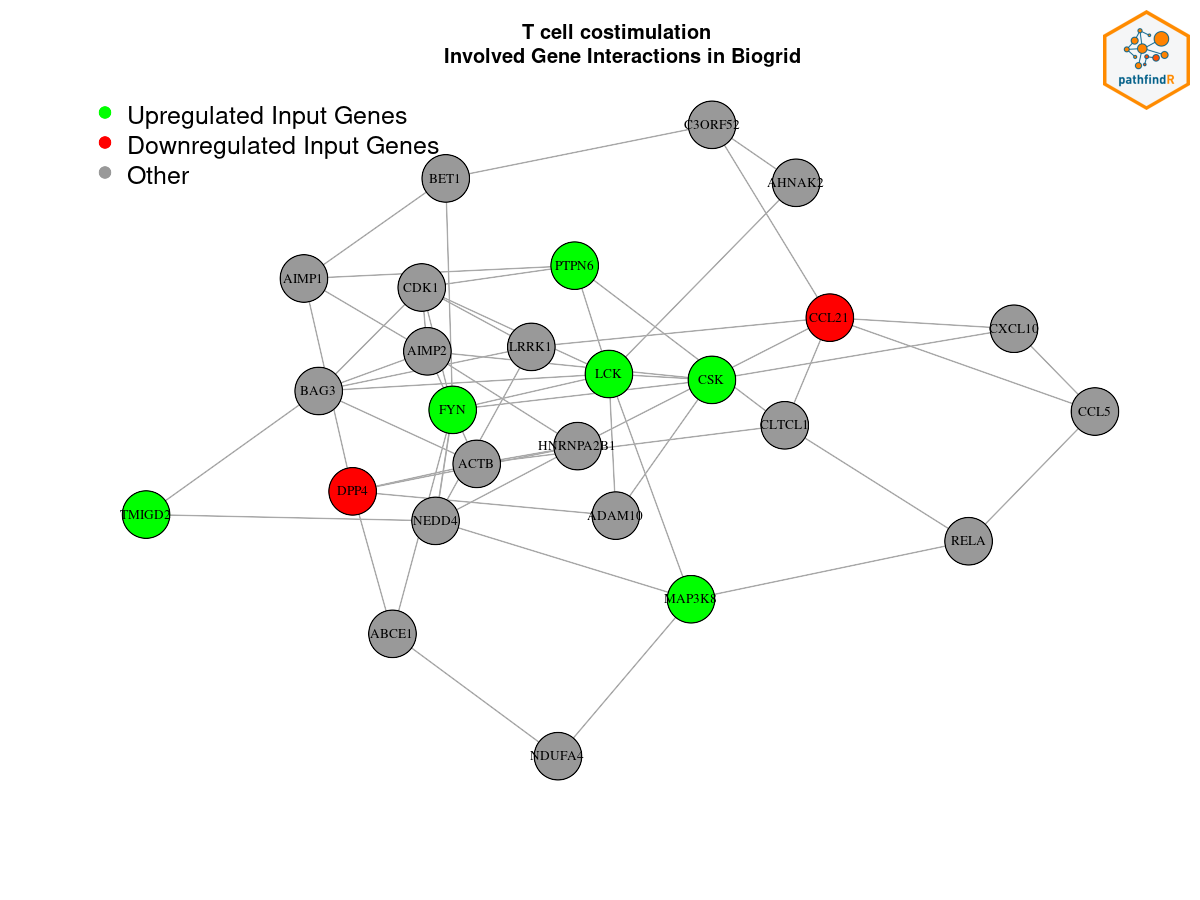 T cell costimulation
Involved Gene Interactions in Biogrid
pathfindR
Upregulated Input Genes
Downregulated Input Genes
Other
C3ORF52
BET1
AHNAK2
PTPN6
AIMP1
CDK1
CCL21
CXCL10
LRRK1
AIMP2
LCK
CSK
BAG3
FYN
CCL5
CLTCL1
HNRNPA2B1
ACTB
DPP4
TMIGD2
NEDD4
ADAM10
RELA
MAP3K8
ABCE1
NDUFA4